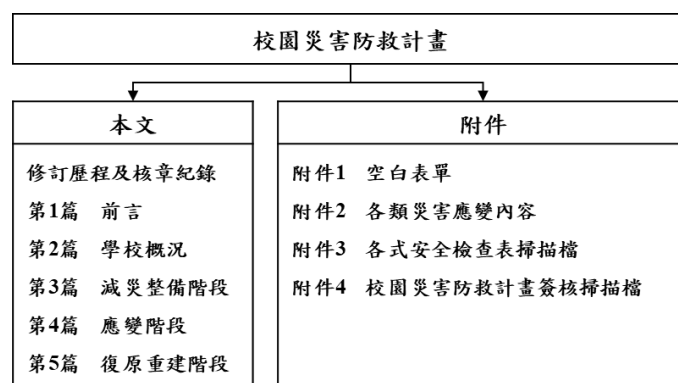 校園災害防救計畫
本文
修訂歷程及核章紀錄
第1篇 前言
第2篇 學校概況
第3篇 減災整備階段
第4篇 應變階段
第5篇 復原重建階段
附件
附件1 空白表單
附件2 各類災害應變內容
附件3 各式安全檢查表掃描檔
附件4 校園災害防救計畫簽核掃描檔